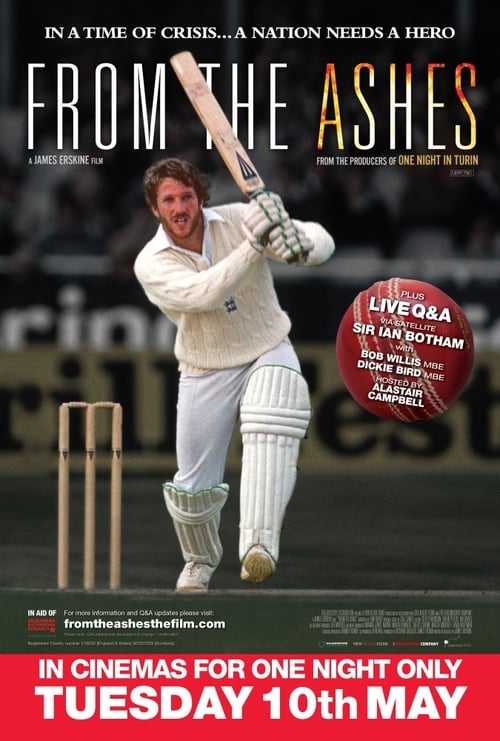 IN A TIME OF CRISIS... A NATION NEEDS A HERO
FROM THE ASHES
A JAMES ERSKINE FILM
FROM THE PRODUCERS OF ONE NIGHT IN TURIN
PLUS
LIVE Q&A
VIA SATELLITE
SIR IAN BOTHAM
with
BOB WILLIS MBE
DICKIE BIRD MBE
HOSTED BY
ALASTAIR
CAMPBELL
IN AID OF
For more information and Q&A updates please visit:
fromtheashesthefilm.com
IN CINEMAS FOR ONE NIGHT ONLY
TUESDAY 10th MAY